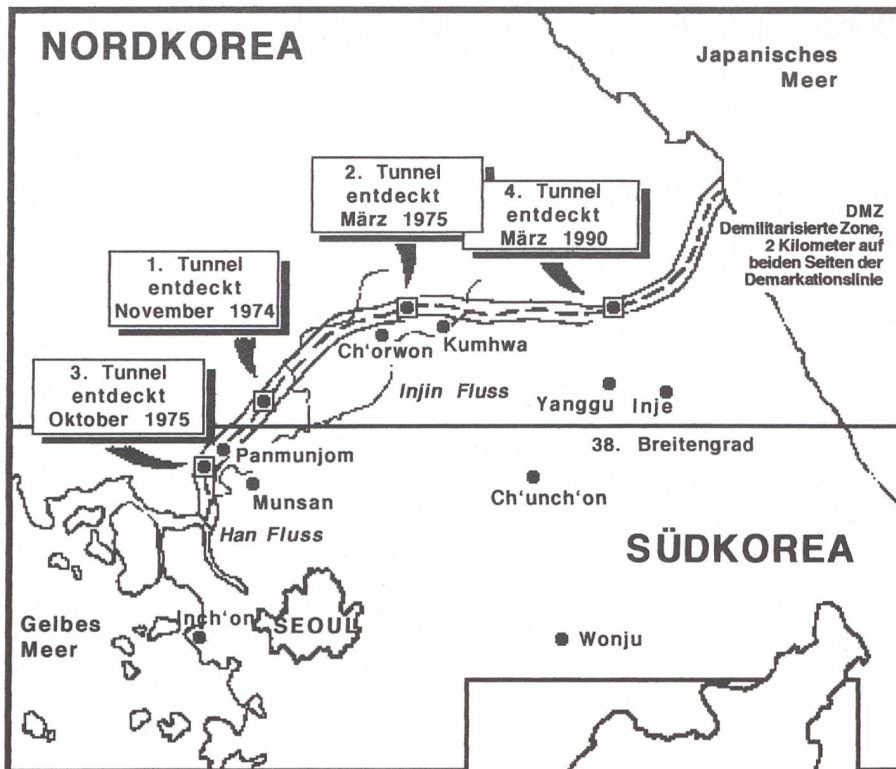 NORDKOREA
Japanisches
Meer
2. Tunnel
entdeckt
März 1975
4. Tunnel
entdeckt
März 1990
DMZ
Demilitarisierte Zone,
2 Kilometer auf
beiden Seiten der
Demarkationslinie
1. Tunnel
entdeckt
November 1974
Ch'orwon
Kumhwa
3. Tunnel
entdeckt
Oktober 1975
Injin Fluss
Yanggu
Inje
38. Breitengrad
Panmunjom
Munsan
Ch'unch'on
Han Fluss
SÜDKOREA
Gelbes
Meer
Inch'on
SEOUL
Wonju